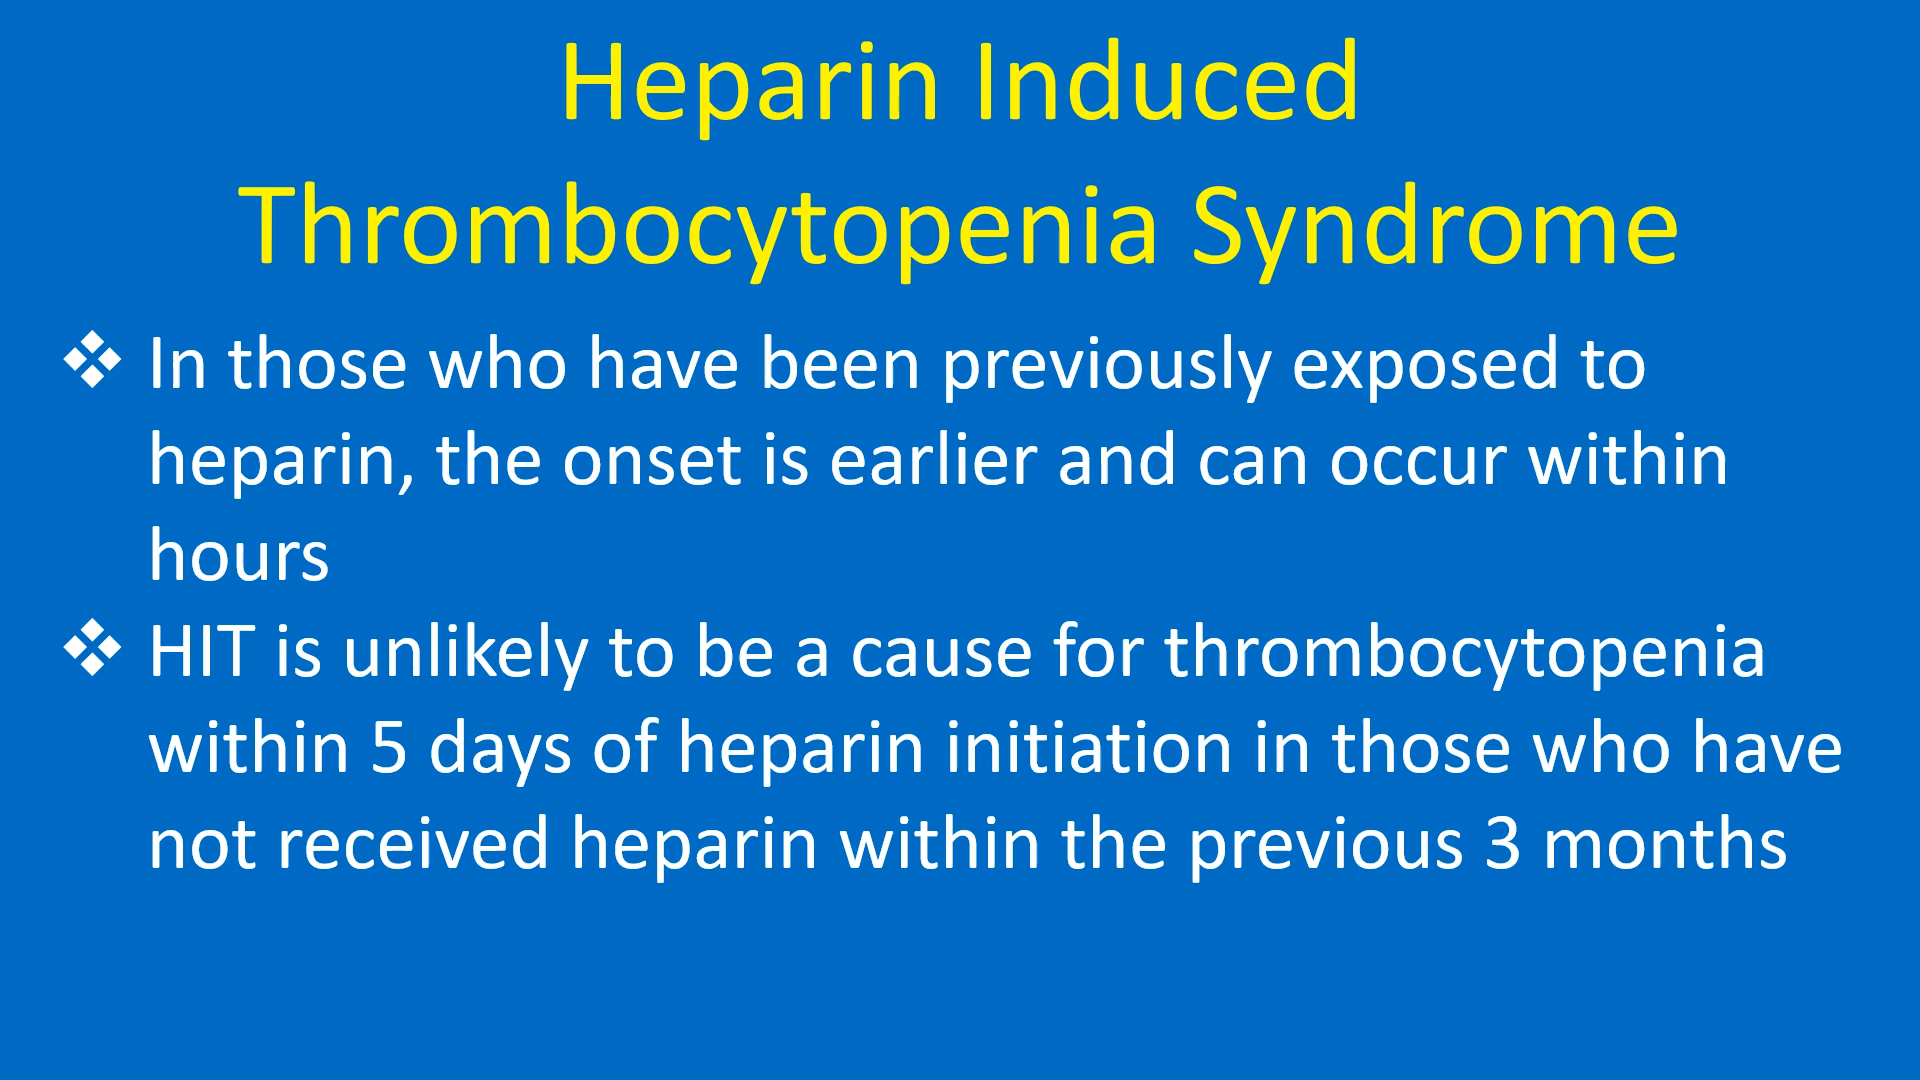 Heparin Induced
Thrombocytopenia Syndrome
❖ In those who have been previously exposed to
heparin, the onset is earlier and can occur within
hours
❖ HIT is unlikely to be a cause for thrombocytopenia
within 5 days of heparin initiation in those who have
not received heparin within the previous 3 months